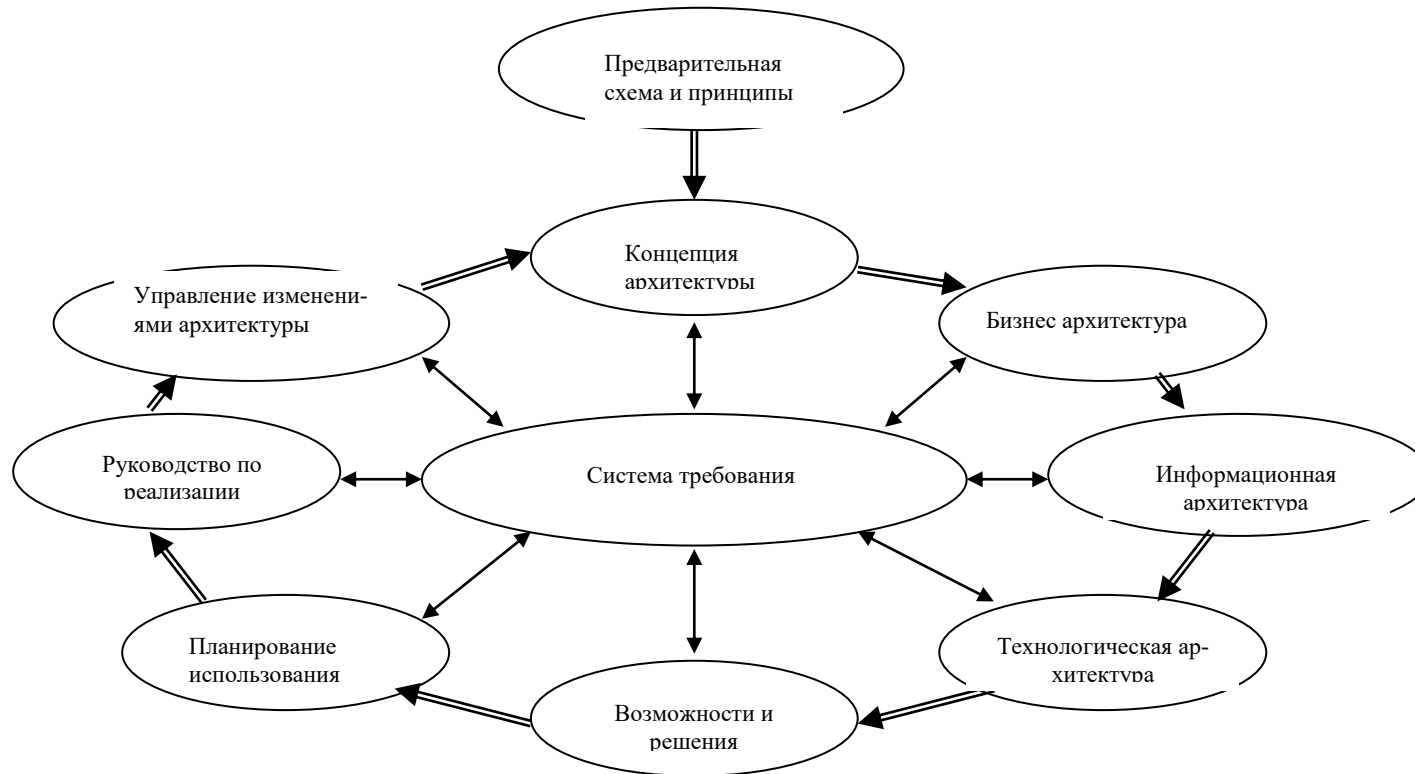 Предварительная
схема и принципы
Концепция
архитектуры
Управление изменени-
ями архитектуры
Бизнес архитектура
Руководство по
реализации
Система требования
Информационная
архитектура
Планирование
использования
Технологическая ар-
хитектура
Возможности и
решения